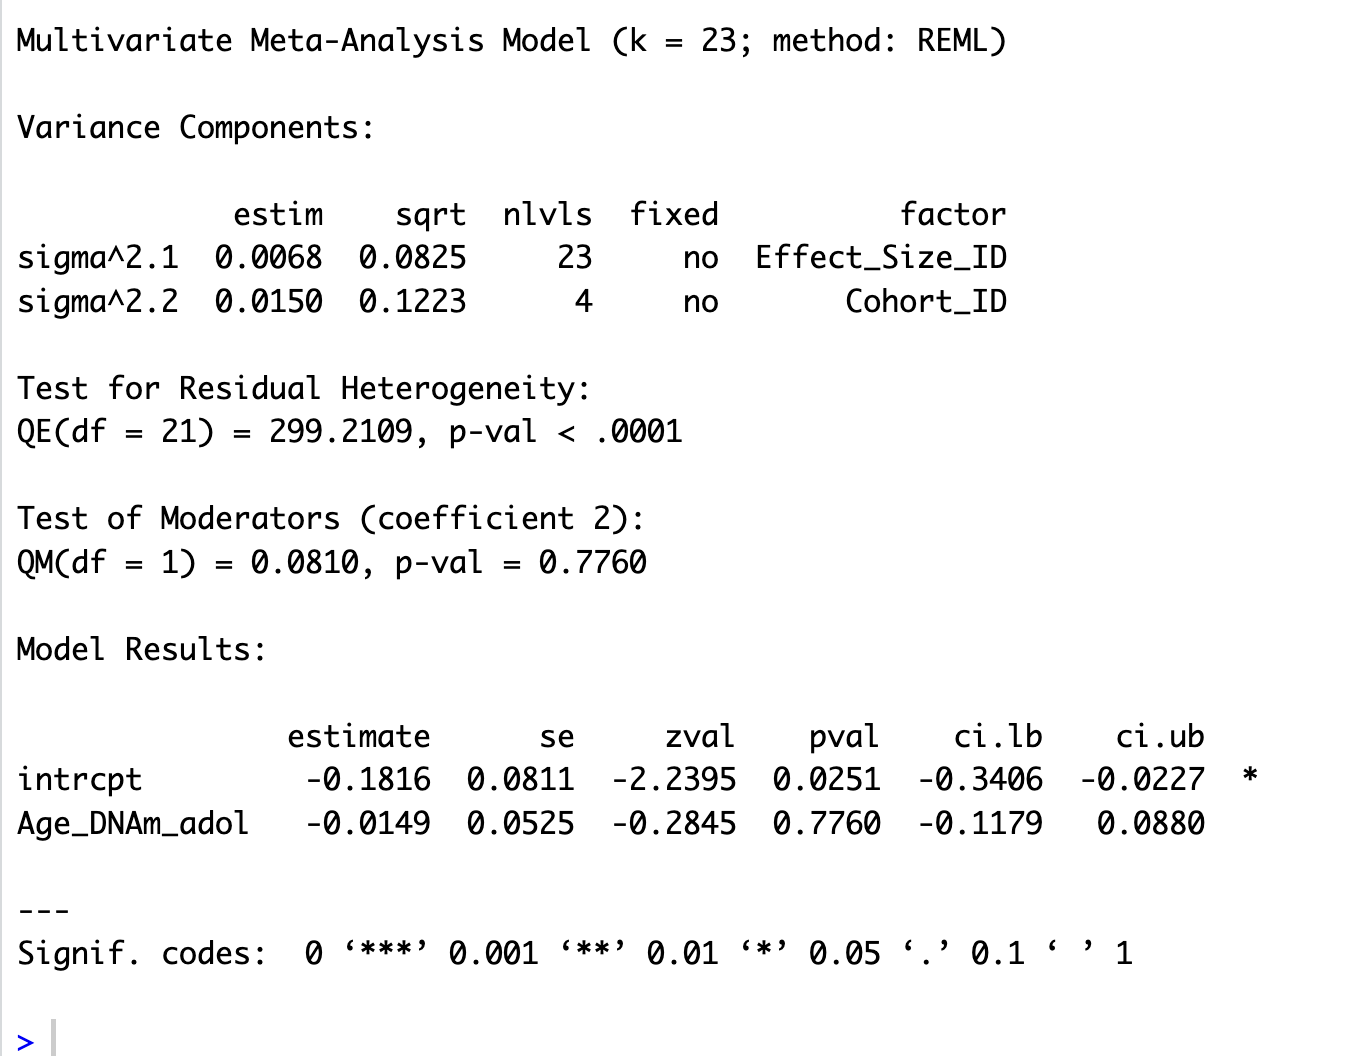 Multivariate Meta-Analysis Model (k = 23; method: REML)
Variance Components:
            estim    sqrt  nlvls  fixed          factor
sigma^2.1  0.0068  0.0825     23     no  Effect_Size_ID
sigma^2.2  0.0150  0.1223      4     no       Cohort_ID
Test for Residual Heterogeneity:
QE(df = 21) = 299.2109, p-val < .0001
Test of Moderators (coefficient 2):
QM(df = 1) = 0.0810, p-val = 0.7760
Model Results:
               estimate      se     zval    pval    ci.lb    ci.ub
intrcpt         -0.1816  0.0811  -2.2395  0.0251  -0.3406  -0.0227  *
Age_DNAm_adol   -0.0149  0.0525  -0.2845  0.7760  -0.1179   0.0880
---
Signif. codes:  0 ‘***’ 0.001 ‘**’ 0.01 ‘*’ 0.05 ‘.’ 0.1 ‘ ’ 1
>